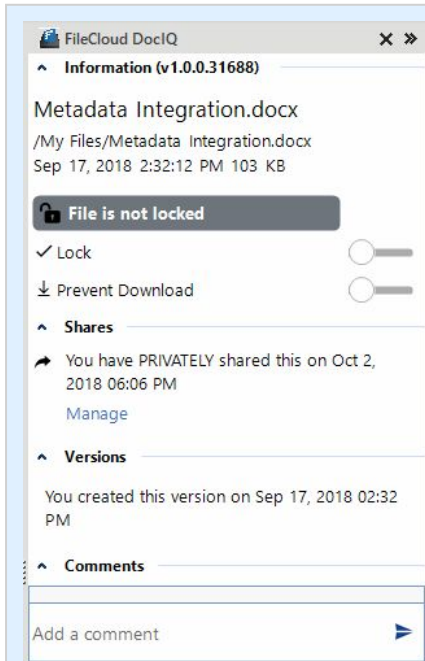 FileCloud DocIQ
Information (v1.0.0.31688)
Metadata Integration.docx
/My Files/Metadata Integration.docx
Sep 17, 2018 2:32:12 PM 103 KB
File is not locked
Lock
Prevent Download
Shares
You have PRIVATELY shared this on Oct 2,
2018 06:06 PM
Manage
Versions
You created this version on Sep 17, 2018 02:32
PM
Comments
Add a comment